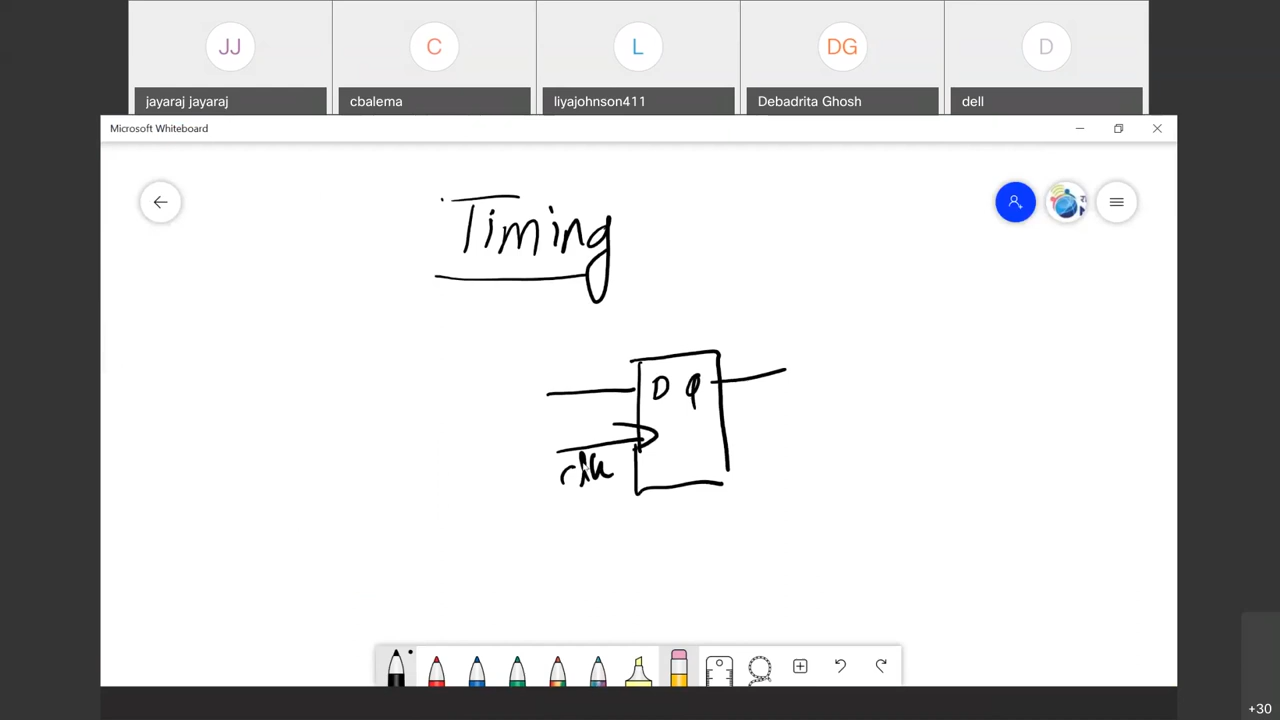 JJ C L DG D
jayaraj jayaraj cbalema liyajohnson411 Debadrita Ghosh dell
Microsoft Whiteboard
Timing
D Q
clk
+30